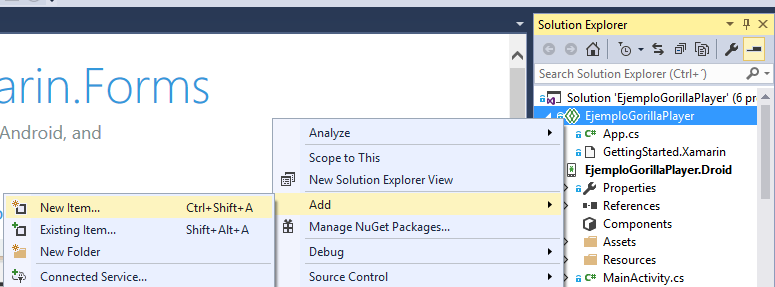 arin.Forms
Android, and
Solution Explorer
Search Solution Explorer (Ctrl+´)
Solution 'EjemploGorillaPlayer' (6 pr
EjemploGorillaPlayer
C# App.cs
GettingStarted.Xamarin
EjemploGorillaPlayer.Droid
Properties
References
Components
Assets
Resources
C# MainActivity.cs
Analyze
Scope to This
New Solution Explorer View
Add
Manage NuGet Packages...
Debug
Source Control
New Item... Ctrl+Shift+A
Existing Item... Shift+Alt+A
New Folder
Connected Service...